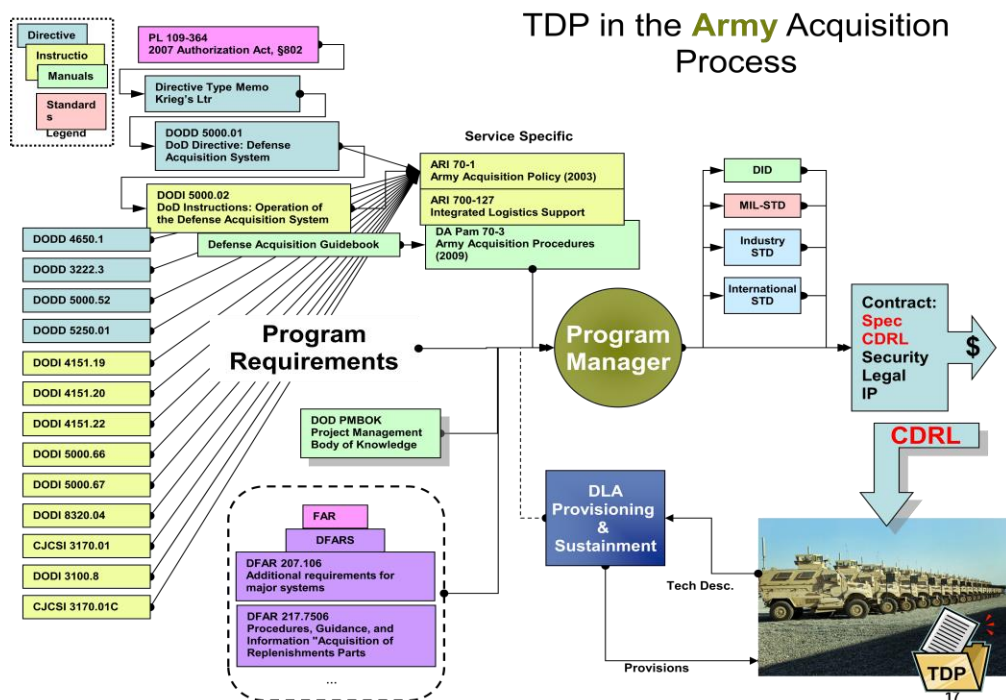 TDP in the Army Acquisition
Process
Directive
Instructio
Manuals
Standard
s
Legend
PL 109-364
2007 Authorization Act, §802
Directive Type Memo
Krieg's Ltr
DODD 5000.01
DoD Directive: Defense
Acquisition System
DODI 5000.02
DoD Instructions: Operation of
the Defense Acquisition System
Defense Acquisition Guidebook
Service Specific
ARI 70-1
Army Acquisition Policy (2003)
ARI 700-127
Integrated Logistics Support
DA Pam 70-3
Army Acquisition Procedures
(2009)
DODD 4650.1
DODD 3222.3
DODD 5000.52
DODD 5250.01
DODI 4151.19
DODI 4151.20
DODI 4151.22
DODI 5000.66
DODI 5000.67
DODI 8320.04
CJCSI 3170.01
DODI 3100.8
CJCSI 3170.01C
Program
Requirements
DOD PMBOK
Project Management
Body of Knowledge
FAR
DFARS
DFAR 207.106
Additional requirements for
major systems
DFAR 217.7506
Procedures, Guidance, and
Information "Acquisition of
Replenishments Parts
...
Program
Manager
DID
MIL-STD
Industry
STD
International
STD
Contract:
Spec
CDRL
Security
Legal
IP
$
CDRL
DLA
Provisioning
&
Sustainment
Tech Desc.
Provisions
TDP
17